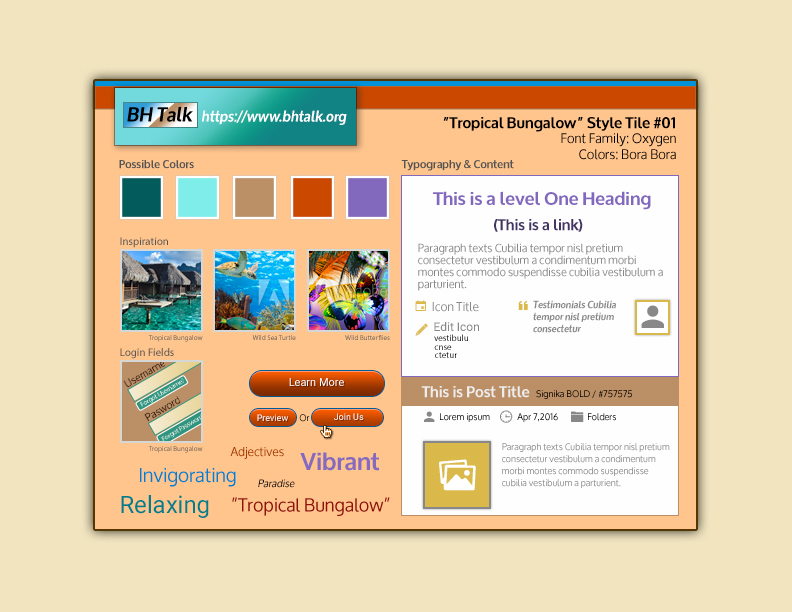 BH Talk https://www.bhtalk.org
"Tropical Bungalow" Style Tile #01
Font Family: Oxygen
Colors: Bora Bora
Possible Colors
Inspiration
Tropical Bungalow
Wild Sea Turtle
Wild Butterflies
Login Fields
Username
Forgot Username?
Password
Forgot Password?
Tropical Bungalow
Learn More
Preview Or Join Us
Adjectives
Vibrant
Invigorating
Paradise
Relaxing
"Tropical Bungalow"
Typography & Content
This is a level One Heading
(This is a link)
Paragraph texts Cubilia tempor nisl pretium
consectetur vestibulum a condimentum morbi
montes commodo suspendisse cubilia vestibulum a
parturient.
Icon Title
Edit Icon
vestibulu
cnse
ctetur
Testimonials Cubilia
tempor nisl pretium
consectetur
This is Post Title Signika BOLD / #757575
Lorem ipsum Apr 7,2016 Folders
Paragraph texts Cubilia tempor nisl pretium
consectetur vestibulum a condimentum
morbi montes commodo suspendisse
cubilia vestibulum a parturient.